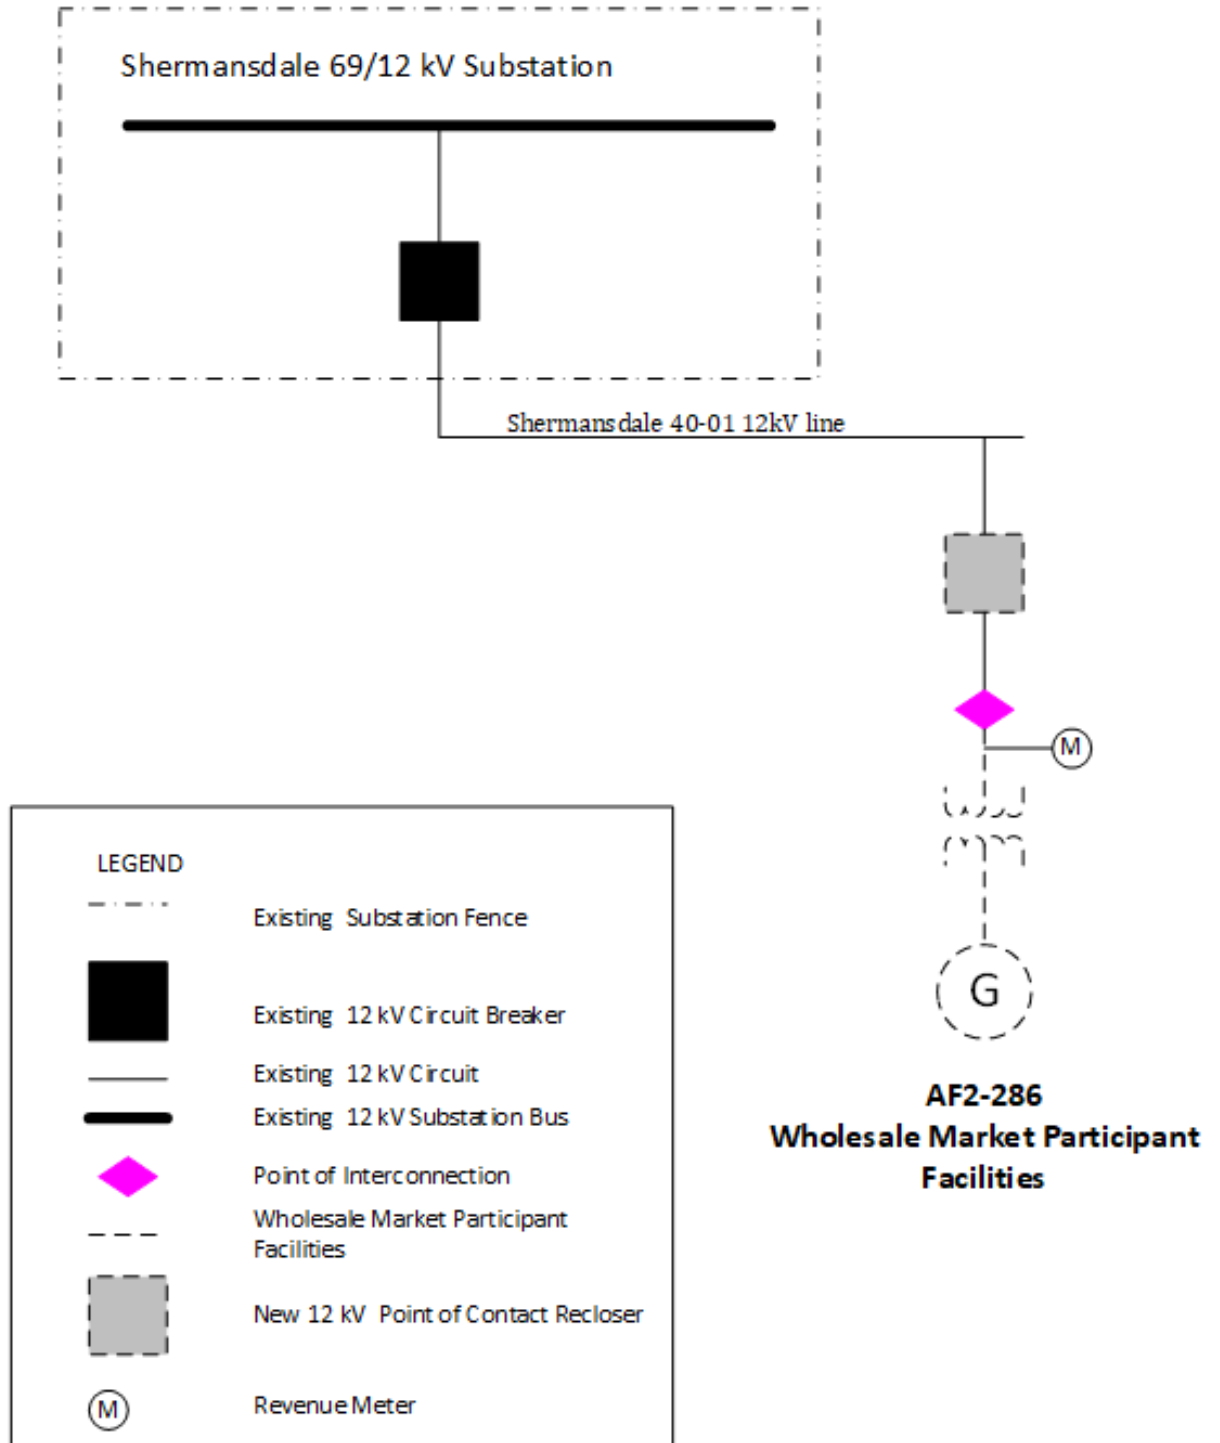 Shermansdale 69/12 kV Substation
Shermansdale 40-01 12kV line
M
G
AF2-286
Wholesale Market Participant
Facilities
LEGEND
Existing Substation Fence
Existing 12 kV Circuit Breaker
Existing 12 kV Circuit
Existing 12 kV Substation Bus
Point of Interconnection
Wholesale Market Participant
Facilities
New 12 kV Point of Contact Recloser
M
Revenue Meter